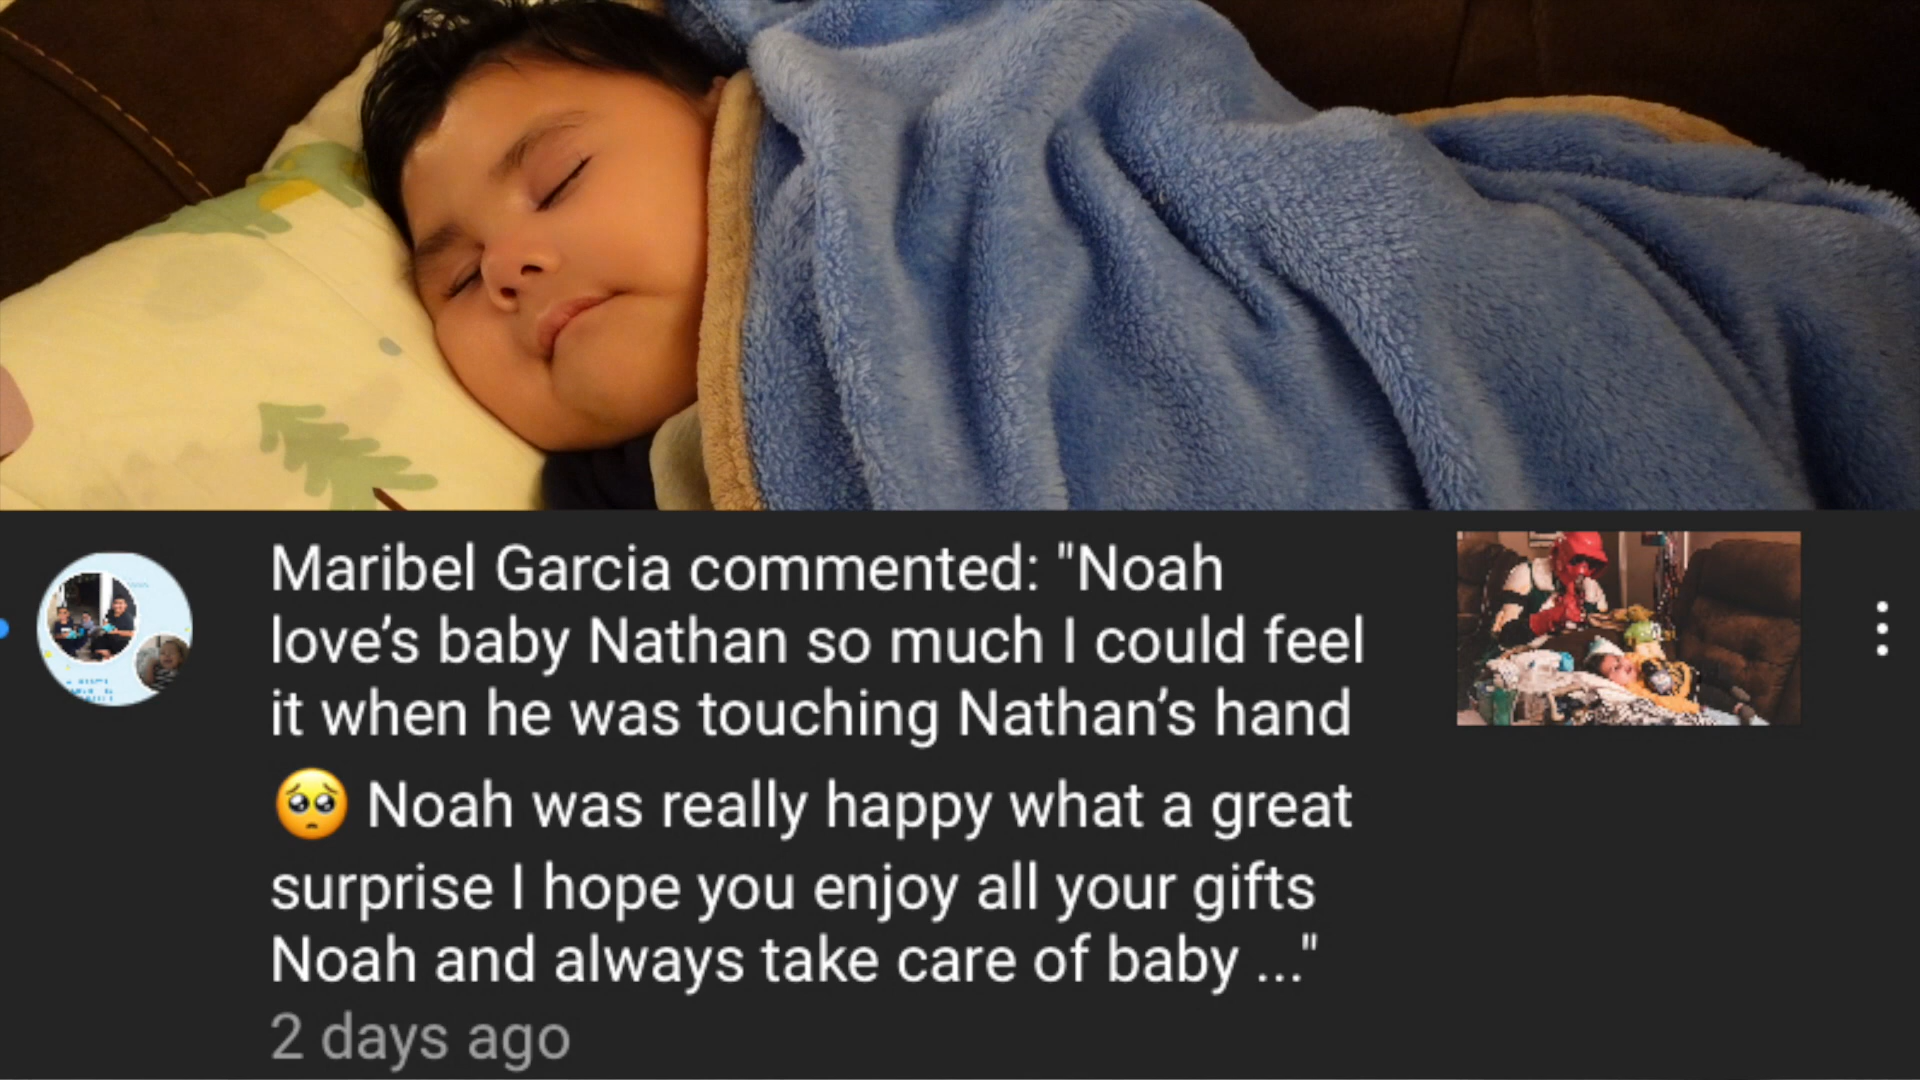 Maribel Garcia commented: "Noah
love’s baby Nathan so much I could feel
it when he was touching Nathan’s hand
🥺 Noah was really happy what a great
surprise I hope you enjoy all your gifts
Noah and always take care of baby ..."
2 days ago